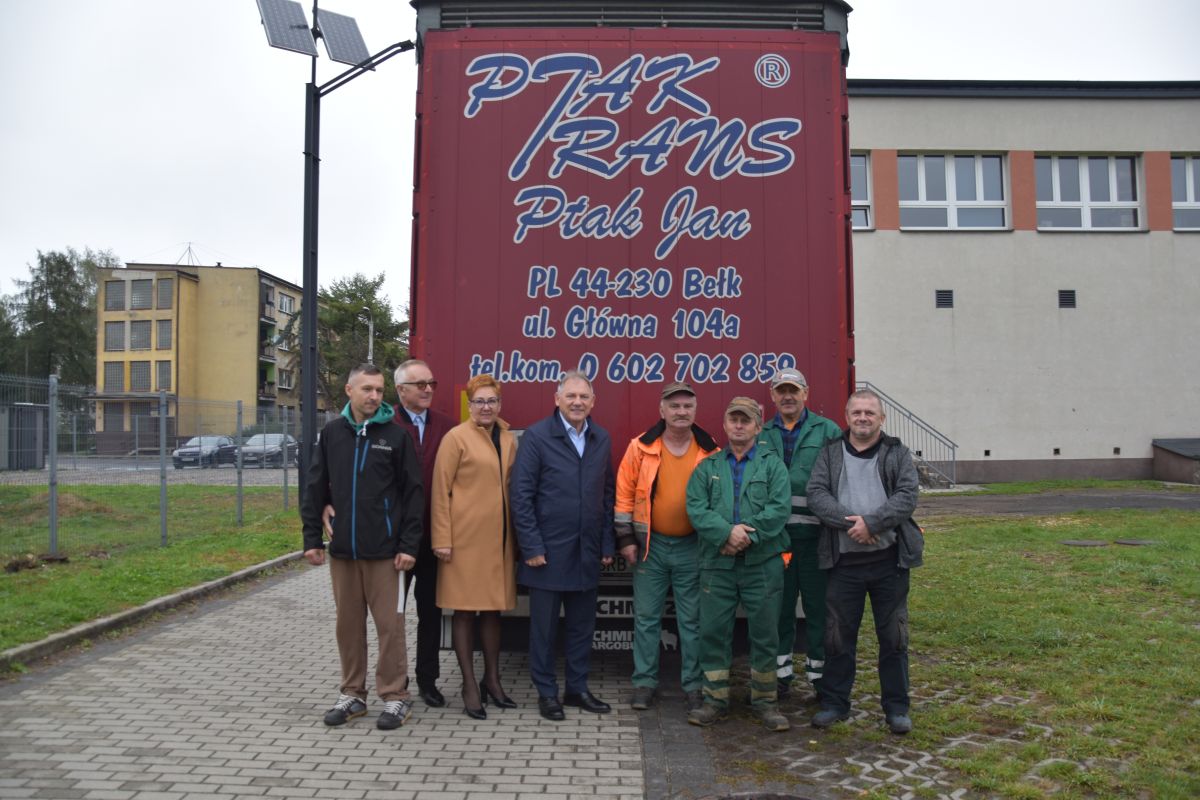 PTAK
TRANS
®
Ptak Jan
PL 44-230 Bełk
ul. Główna 104a
tel.kom. 0 602 702 859